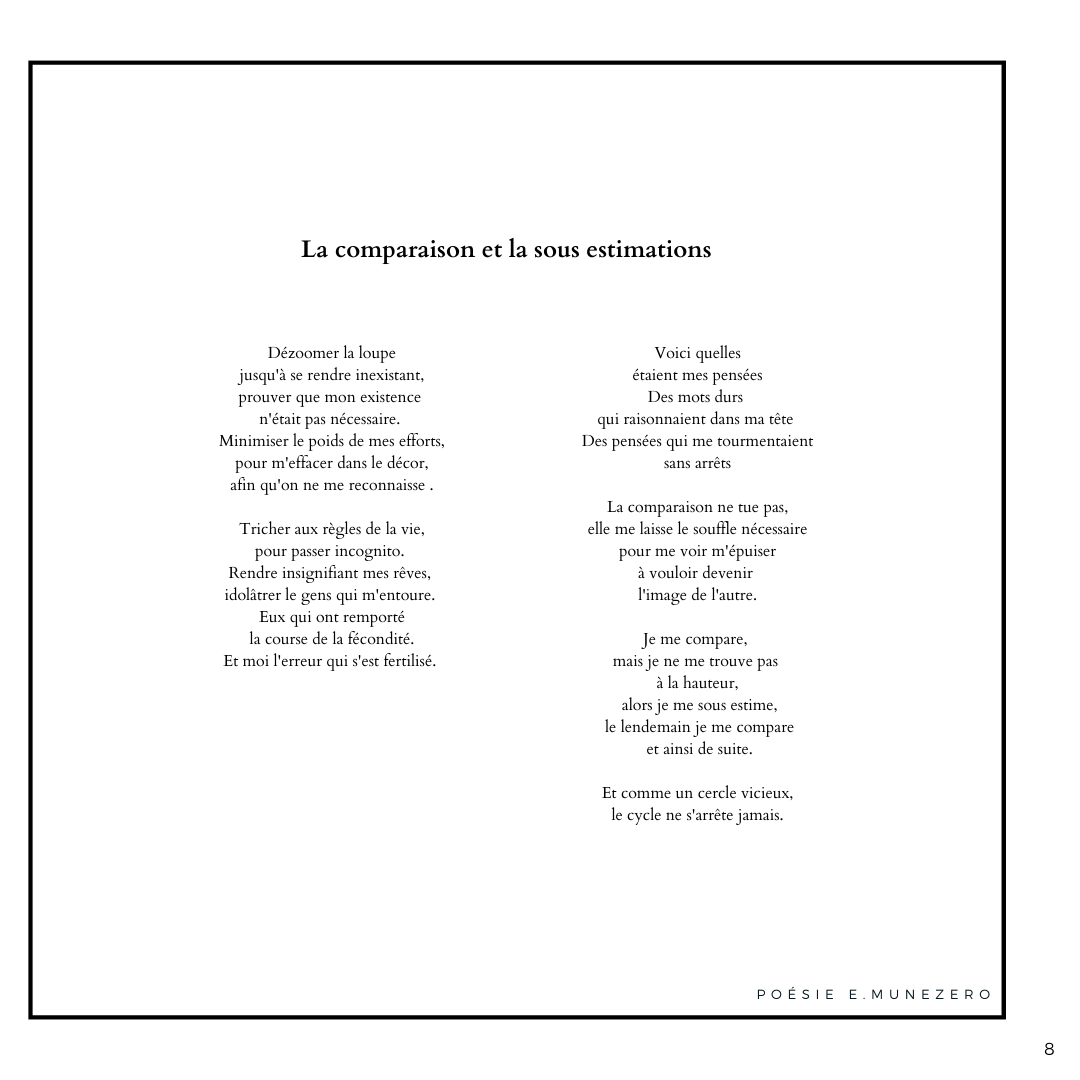 La comparaison et la sous estimations
Dézoomer la loupe
jusqu'à se rendre inexistant,
prouver que mon existence
n'était pas nécessaire.
Minimiser le poids de mes efforts,
pour m'effacer dans le décor,
afin qu'on ne me reconnaisse .
Tricher aux règles de la vie,
pour passer incognito.
Rendre insignifiant mes rêves,
idolâtrer le gens qui m'entoure.
Eux qui ont remporté
la course de la fécondité.
Et moi l'erreur qui s'est fertilisé.
Voici quelles
étaient mes pensées
Des mots durs
qui raisonnaient dans ma tête
Des pensées qui me tourmentaient
sans arrêts
La comparaison ne tue pas,
elle me laisse le souffle nécessaire
pour me voir m'épuiser
à vouloir devenir
l'image de l'autre.
Je me compare,
mais je ne me trouve pas
à la hauteur,
alors je me sous estime,
le lendemain je me compare
et ainsi de suite.
Et comme un cercle vicieux,
le cycle ne s'arrête jamais.
POÉSIE E.MUNEZERO
8